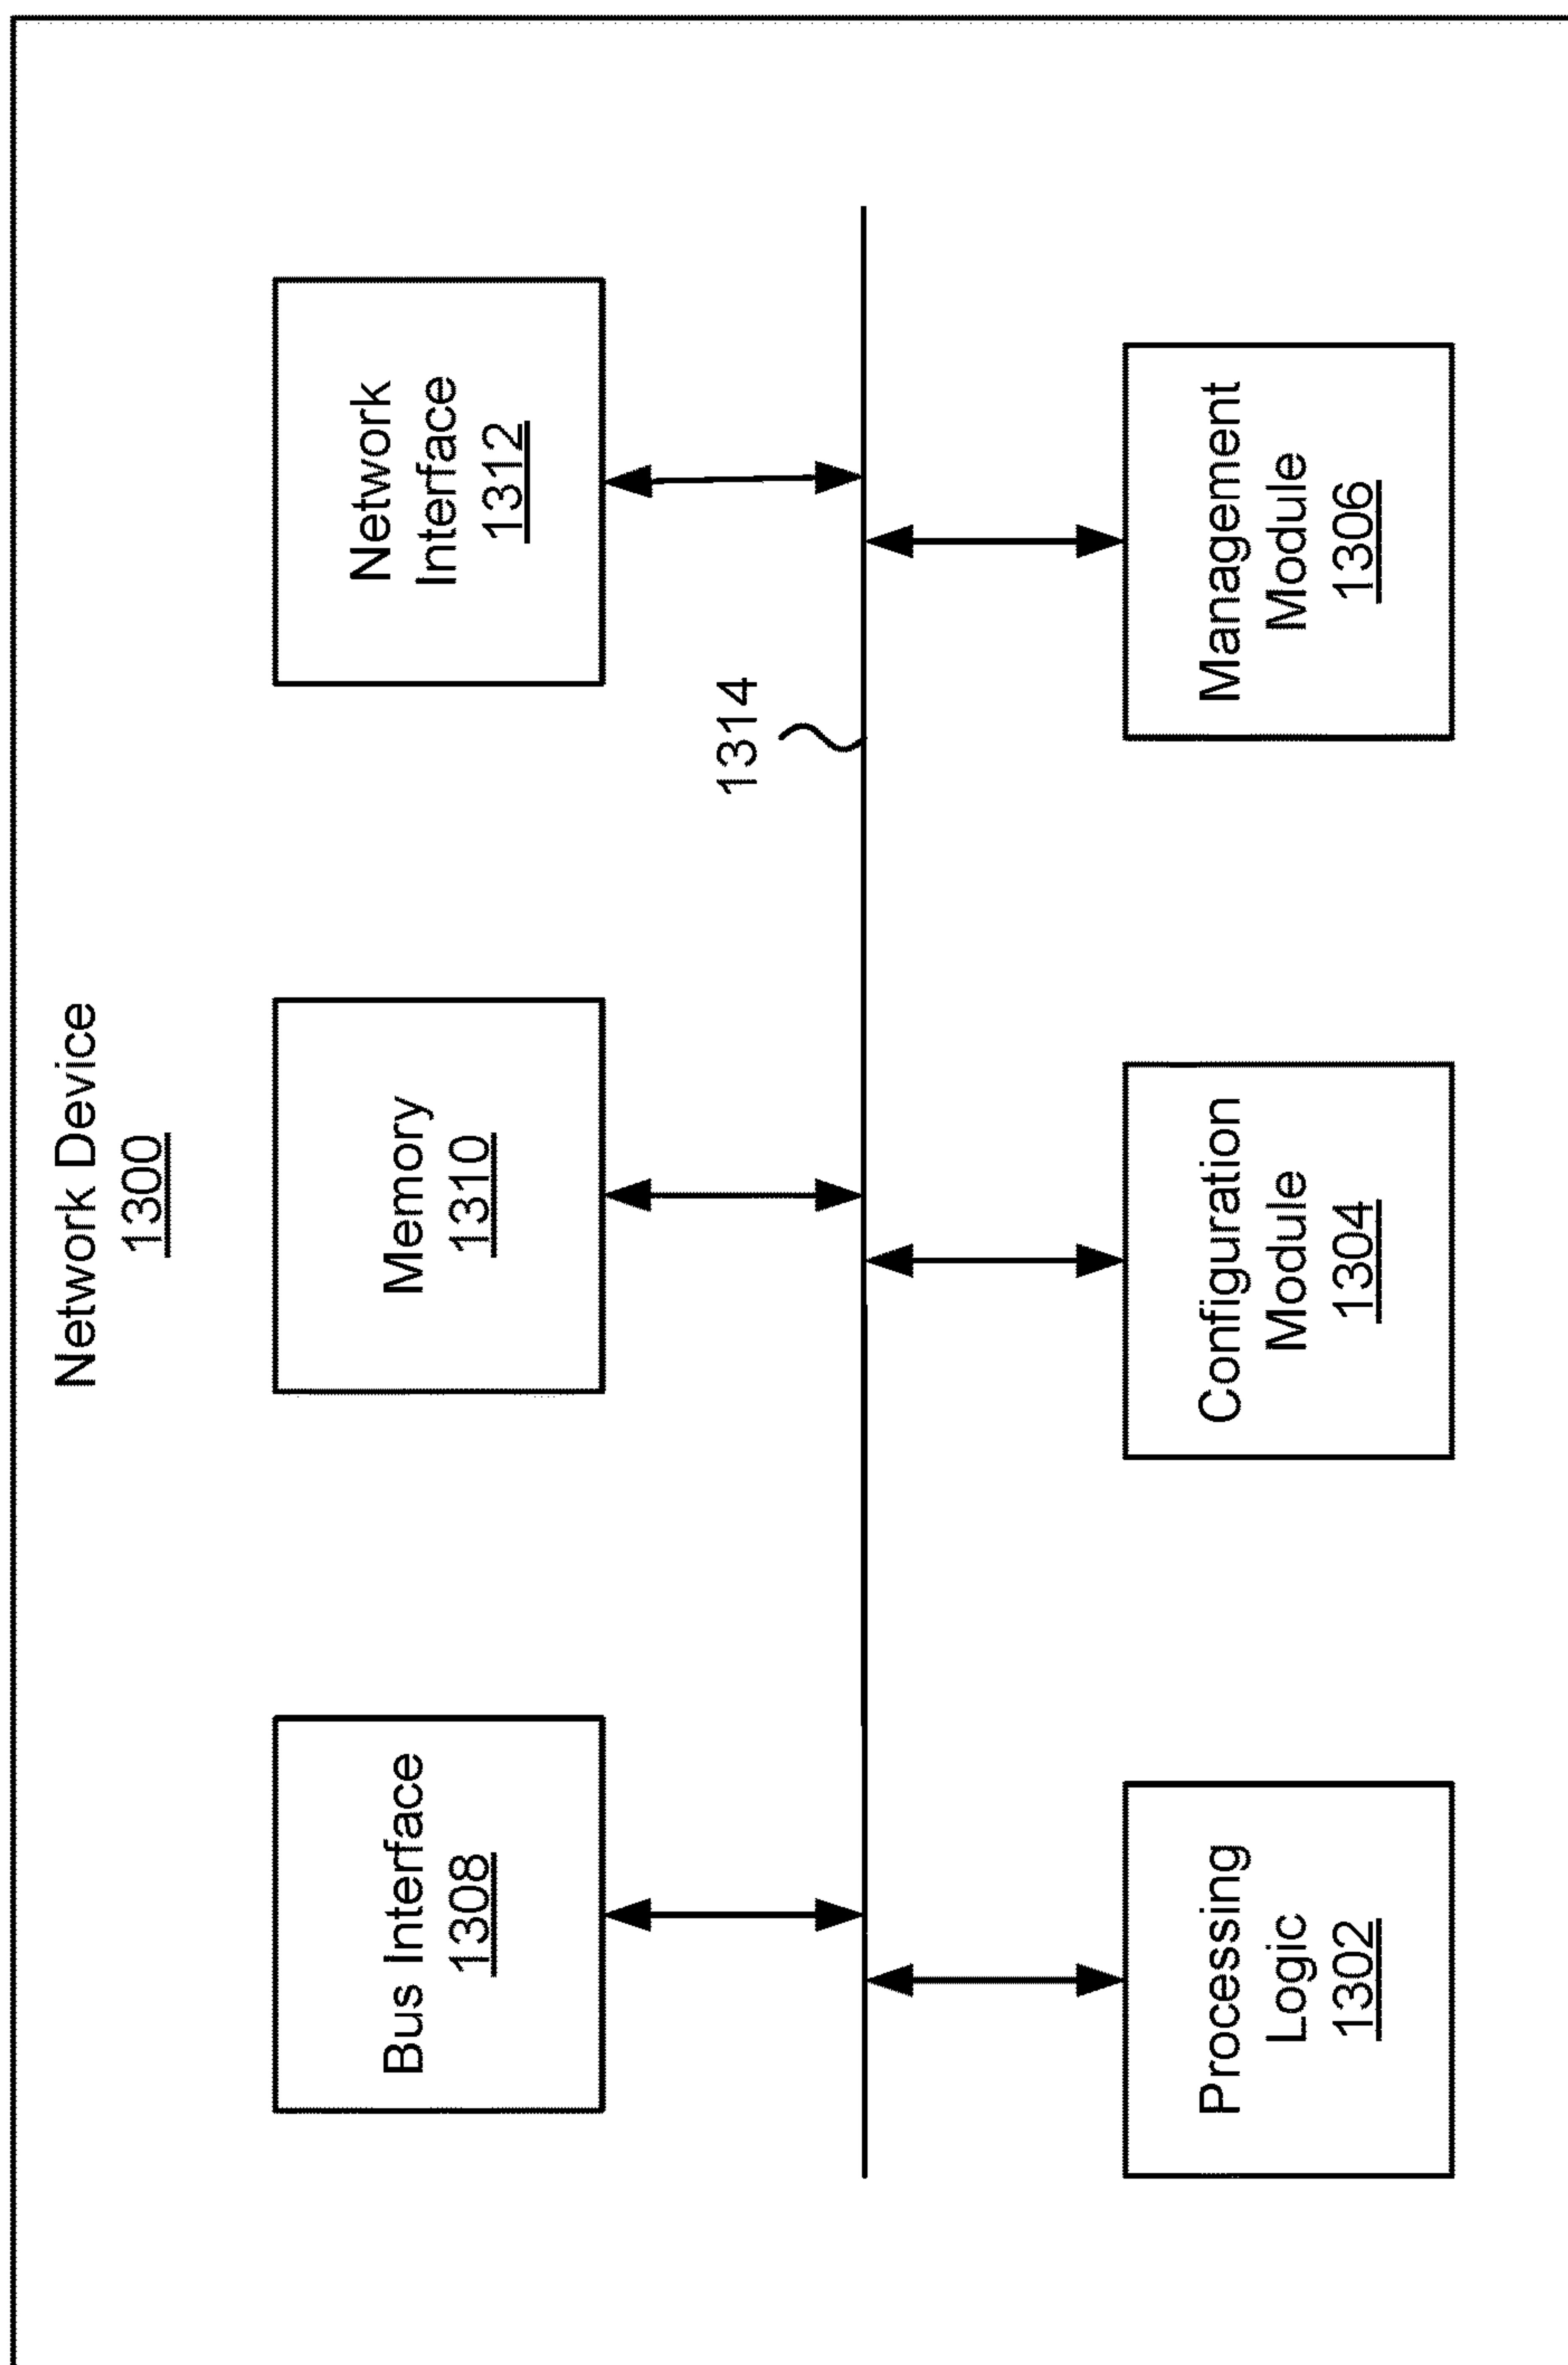 Network Device
1300
Bus Interface
1308
Memory
1310
Network
Interface
1312
1314
Processing
Logic
1302
Configuration
Module
1304
Management
Module
1306